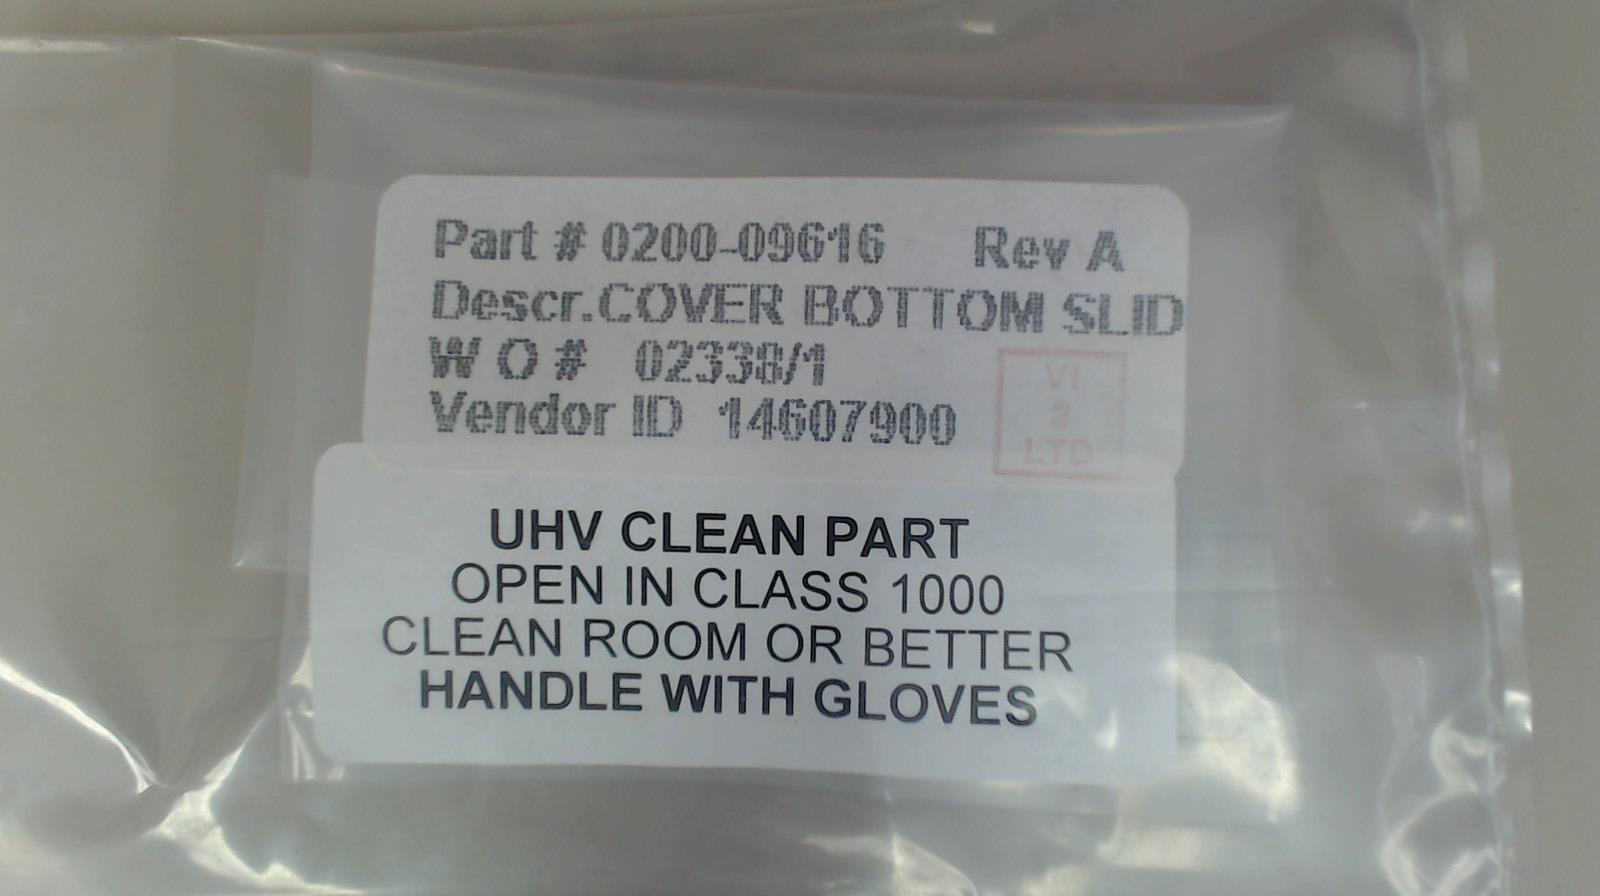 Part # 0200-09616 Rev A
Descr.COVER BOTTOM SLID
W O # 02338/1
Vendor ID 14607900
VI
2
LTD
UHV CLEAN PART
OPEN IN CLASS 1000
CLEAN ROOM OR BETTER
HANDLE WITH GLOVES